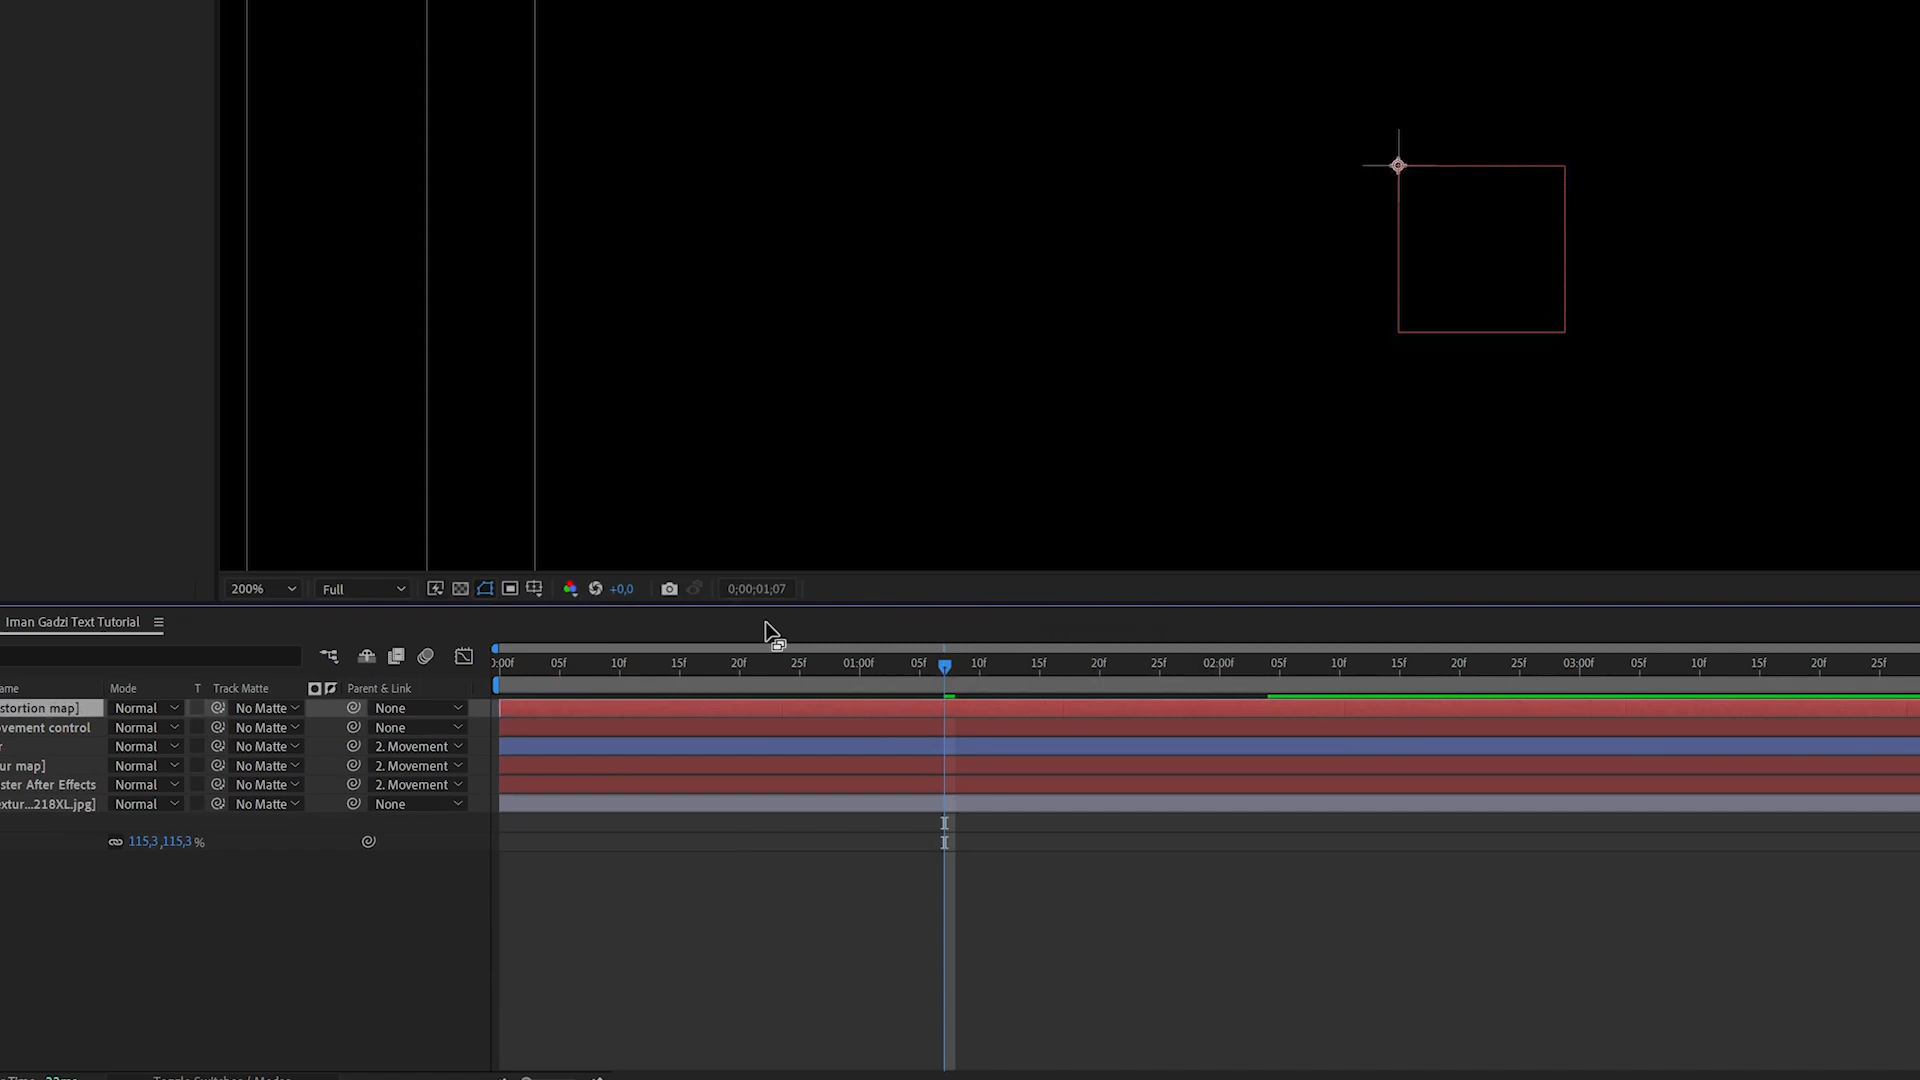 200% Full +0,0 0;00;01;07
Iman Gadzi Text Tutorial
0:00f 05f 10f 15f 20f 25f 01:00f 05f 10f 15f 20f 25f 02:00f 05f 10f 15f 20f 25f 03:00f 05f 10f 15f 20f 25f
ame Mode T Track Matte Parent & Link
stortion map] Normal No Matte None
ovement control Normal No Matte None
r Normal No Matte 2. Movement
ur map] Normal No Matte 2. Movement
ster After Effects Normal No Matte 2. Movement
extur...218XL.jpg] Normal No Matte None
115,3 ,115,3 %